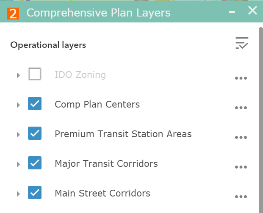 2 Comprehensive Plan Layers
Operational layers
IDO Zoning
Comp Plan Centers
Premium Transit Station Areas
Major Transit Corridors
Main Street Corridors